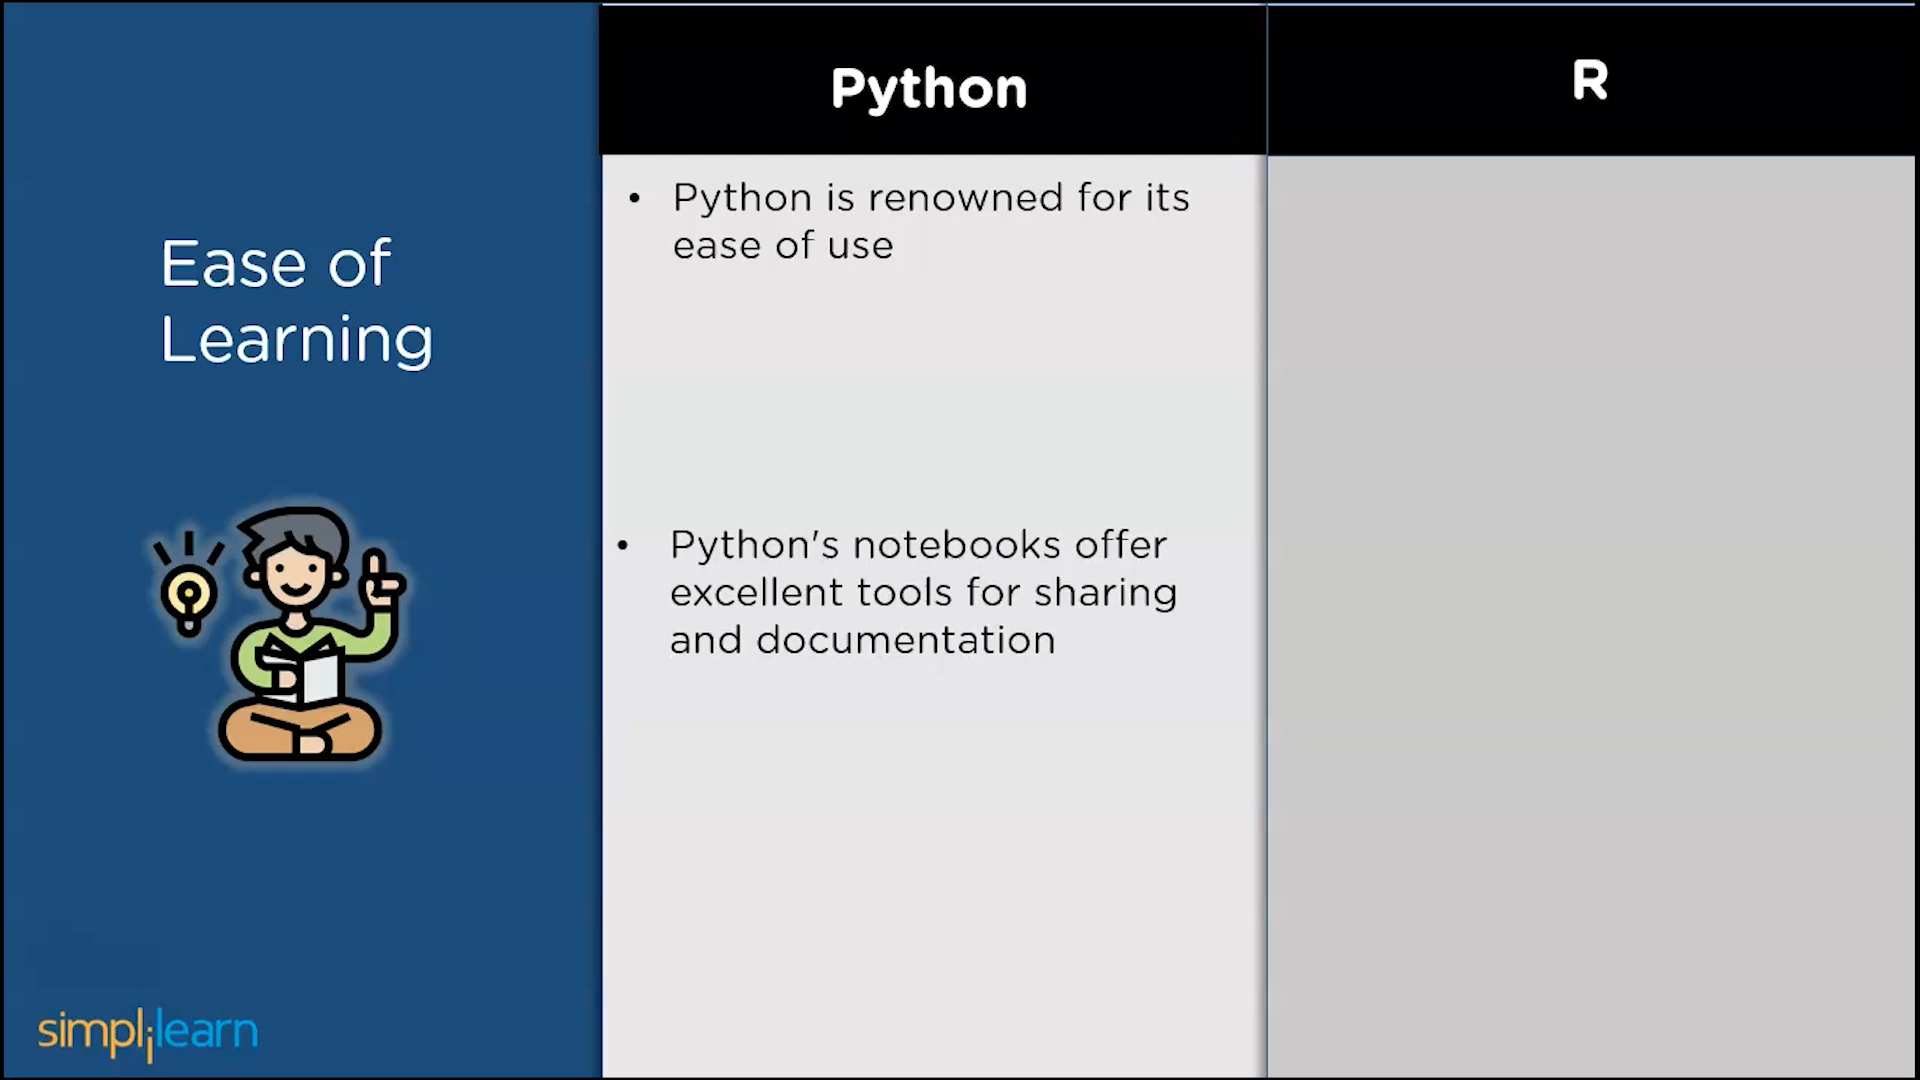 Python
R
Ease of
Learning
• Python is renowned for its
ease of use
• Python's notebooks offer
excellent tools for sharing
and documentation
simplilearn